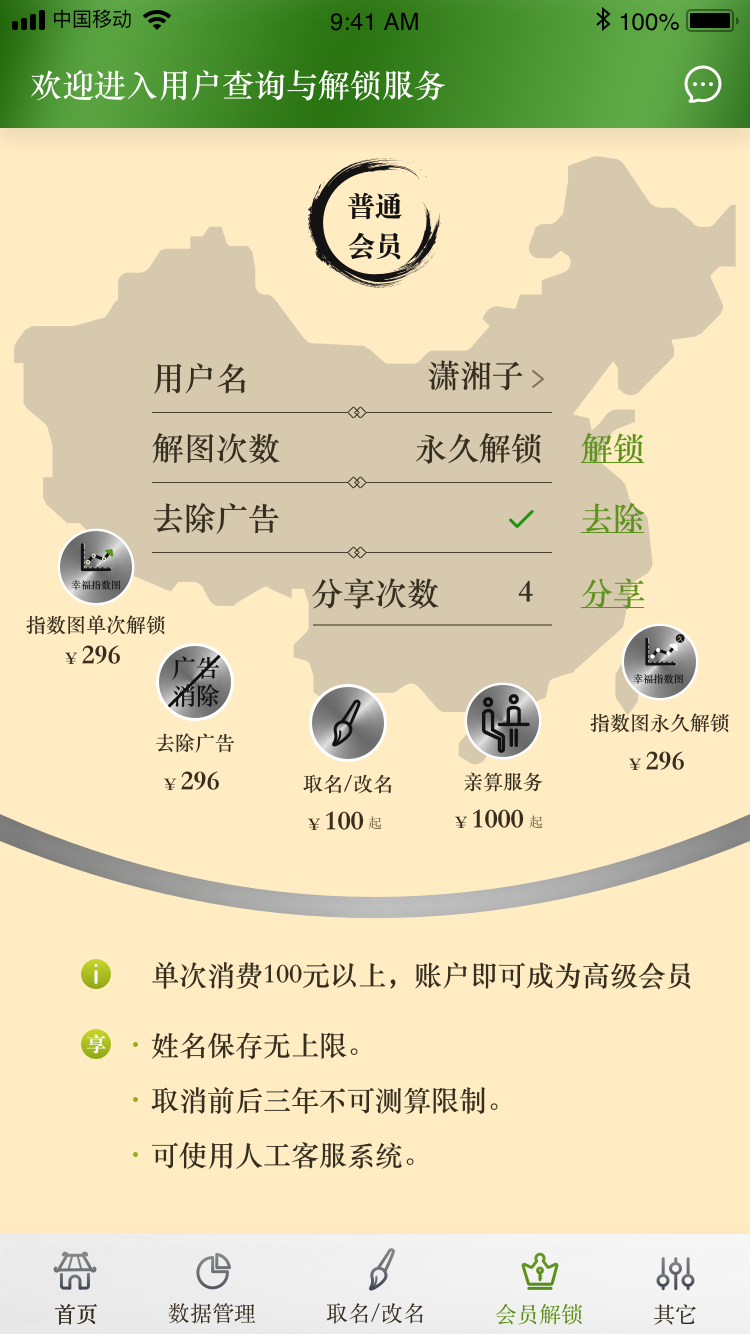 中国移动 9:41 AM 100%
欢迎进入用户查询与解锁服务
普通
会员
用户名 潇湘子
解图次数 永久解锁 解锁
去除广告 去除
分享次数 4 分享
幸福指数图
指数图单次解锁
¥ 296
广告
消除
去除广告
¥ 296
取名/改名
¥ 100 起
亲算服务
¥ 1000 起
久
幸福指数图
指数图永久解锁
¥ 296
i 单次消费100元以上，账户即可成为高级会员
享 · 姓名保存无上限。
· 取消前后三年不可测算限制。
· 可使用人工客服系统。
首页 数据管理 取名/改名 会员解锁 其它